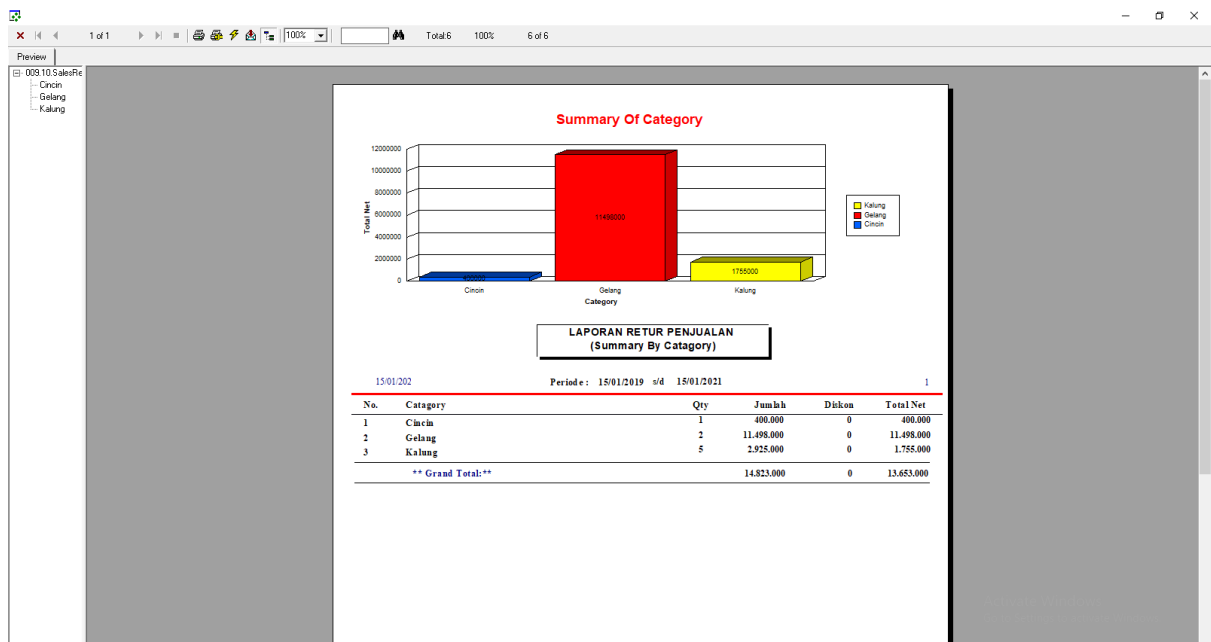 1 of 1 100% Total:6 100% 6 of 6
Preview
009.10.SalesRe
Cincin
Gelang
Kalung
Summary Of Category
12000000
10000000
8000000
6000000
4000000
2000000
0
Total Net
400000
11498000
1755000
Cincin Gelang Kalung
Category
Kalung
Gelang
Cincin
LAPORAN RETUR PENJUALAN
(Summary By Catagory)
15/01/202 Periode : 15/01/2019 s/d 15/01/2021 1
No. Catagory Qty Jumlah Diskon Total Net
1 Cincin 1 400.000 0 400.000
2 Gelang 2 11.498.000 0 11.498.000
3 Kalung 5 2.925.000 0 1.755.000
** Grand Total:** 14.823.000 0 13.653.000
Activate Windows